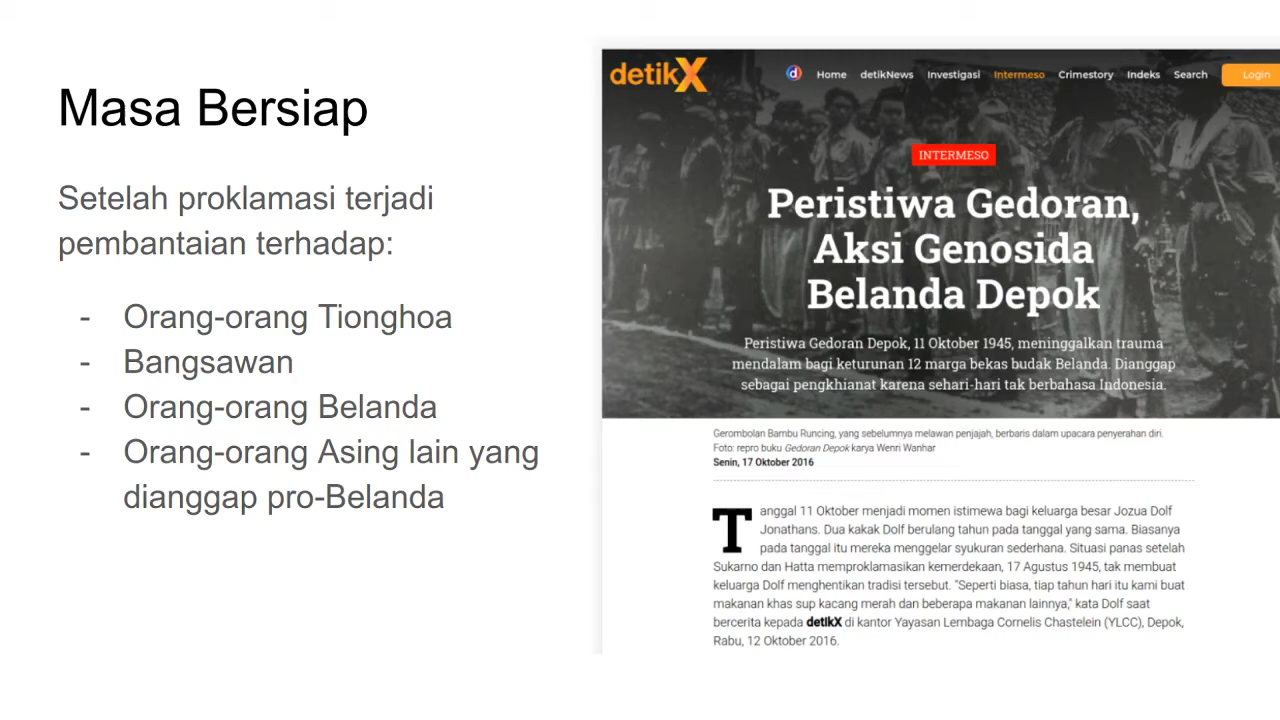 Masa Bersiap
Setelah proklamasi terjadi
pembantaian terhadap:
- Orang-orang Tionghoa
- Bangsawan
- Orang-orang Belanda
- Orang-orang Asing lain yang
dianggap pro-Belanda
detikX
d Home detikNews Investigasi Intermeso Crimestory Indeks Search Login
INTERMESO
Peristiwa Gedoran,
Aksi Genosida
Belanda Depok
Peristiwa Gedoran Depok, 11 Oktober 1945, meninggalkan trauma
mendalam bagi keturunan 12 marga bekas budak Belanda. Dianggap
sebagai pengkhianat karena sehari-hari tak berbahasa Indonesia.
Gerombolan Bambu Runcing, yang sebelumnya melawan penjajah, berbaris dalam upacara penyerahan diri.
Foto: repro buku Gedoran Depok karya Wenri Wanhar
Senin, 17 Oktober 2016
Tanggal 11 Oktober menjadi momen istimewa bagi keluarga besar Jozua Dolf
Jonathans. Dua kakak Dolf berulang tahun pada tanggal yang sama. Biasanya
pada tanggal itu mereka menggelar syukuran sederhana. Situasi panas setelah
Sukarno dan Hatta memproklamasikan kemerdekaan, 17 Agustus 1945, tak membuat
keluarga Dolf menghentikan tradisi tersebut. "Seperti biasa, tiap tahun hari itu kami buat
makanan khas sup kacang merah dan beberapa makanan lainnya," kata Dolf saat
bercerita kepada detikX di kantor Yayasan Lembaga Cornelis Chastelein (YLCC), Depok,
Rabu, 12 Oktober 2016.